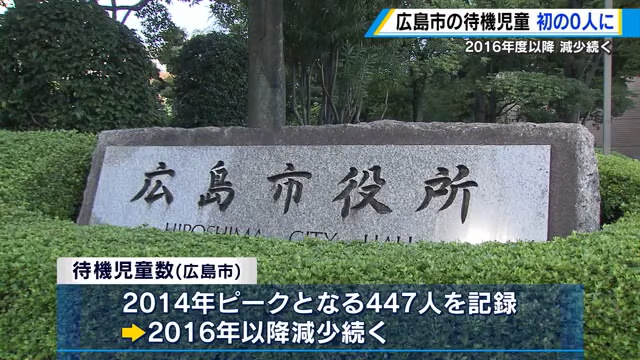 広島市の待機児童 初の0人に
2016年度以降 減少続く
広島市役所
HIROSHIMA CITY HALL
待機児童数(広島市)
2014年ピークとなる447人を記録
➡2016年以降減少続く